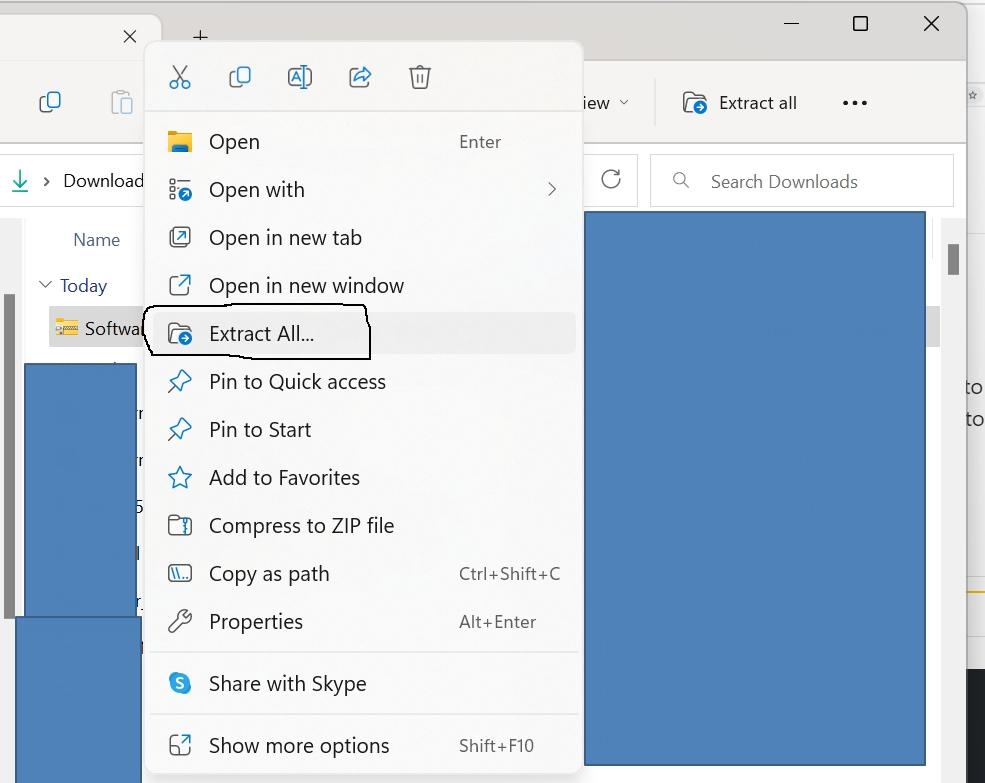 iew
Extract all
Download
Search Downloads
Name
Today
Softwa
Open Enter
Open with
Open in new tab
Open in new window
Extract All...
Pin to Quick access
Pin to Start
Add to Favorites
Compress to ZIP file
Copy as path Ctrl+Shift+C
Properties Alt+Enter
Share with Skype
Show more options Shift+F10
to
to